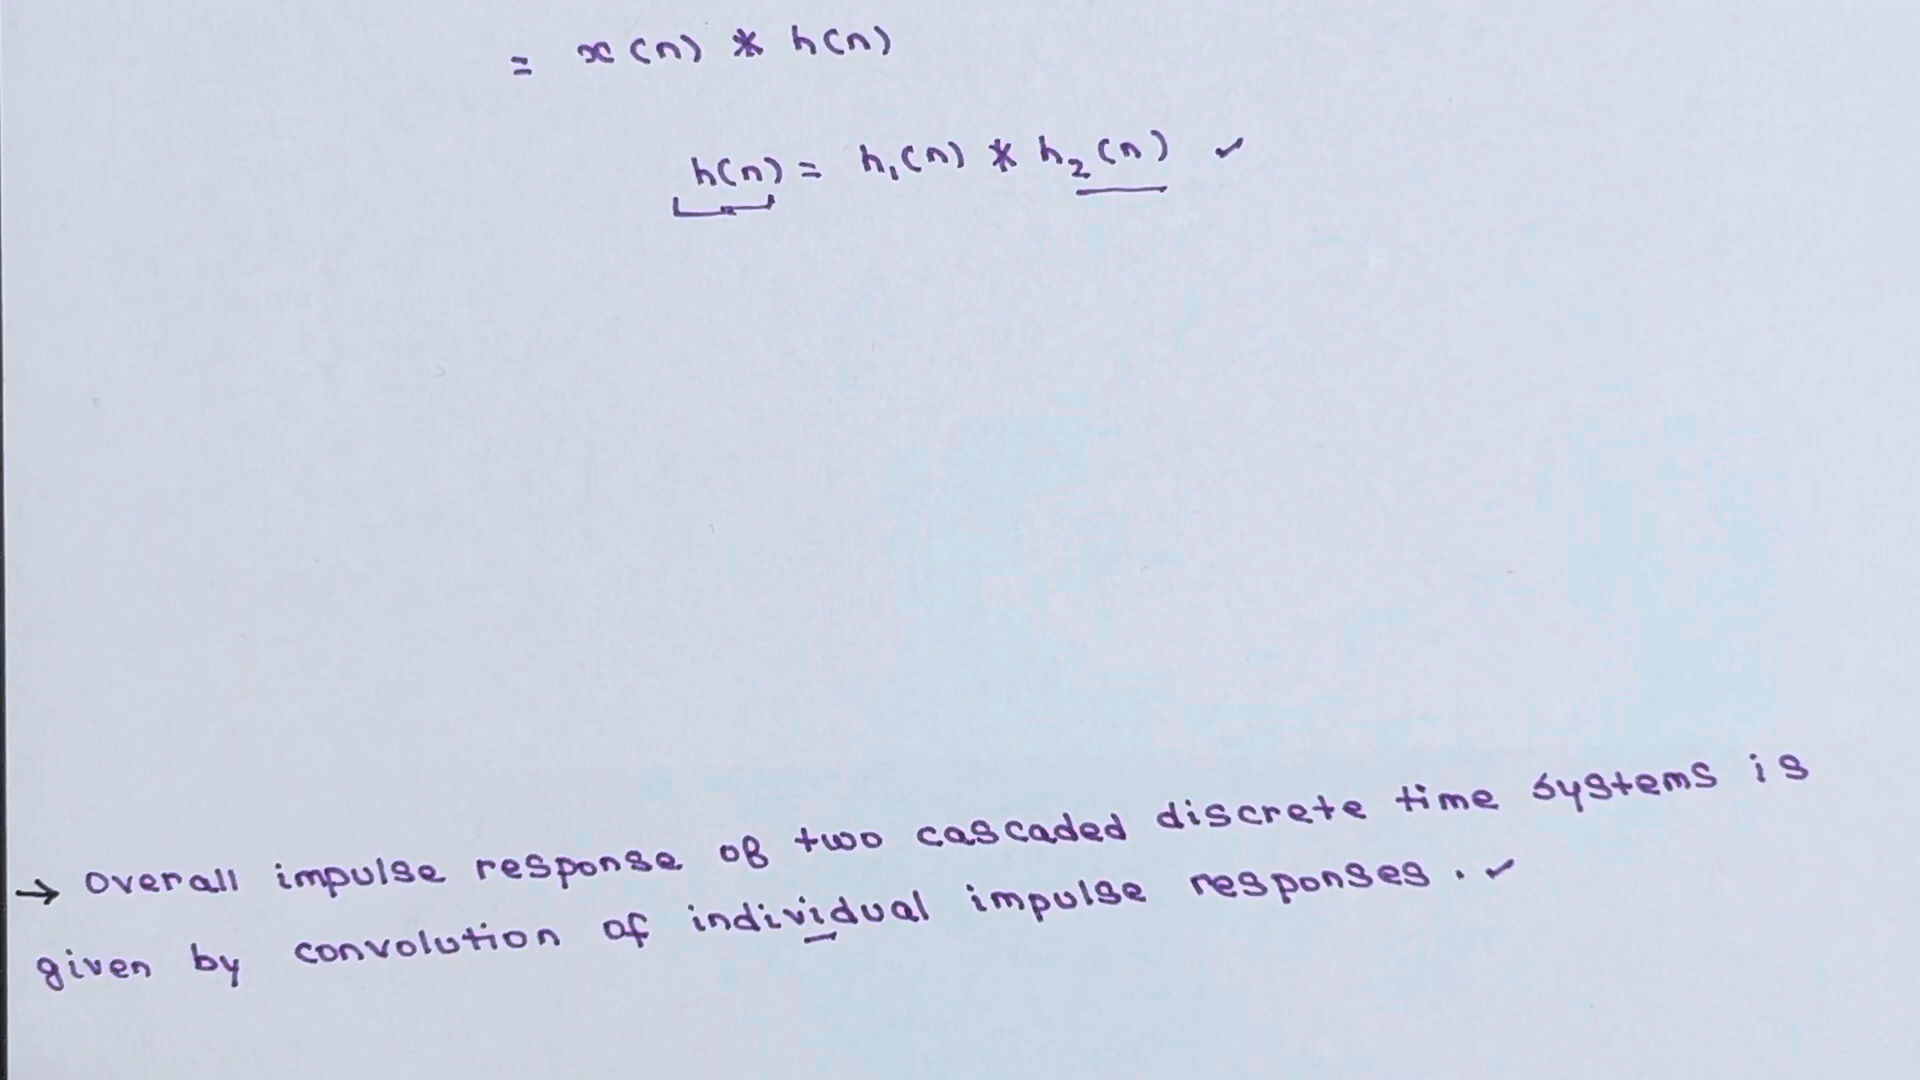 = x(n) * h(n)
h(n) = h₁(n) * h₂(n) ✓
→ Overall impulse response of two cascaded discrete time systems is
given by convolution of individual impulse responses. ✓